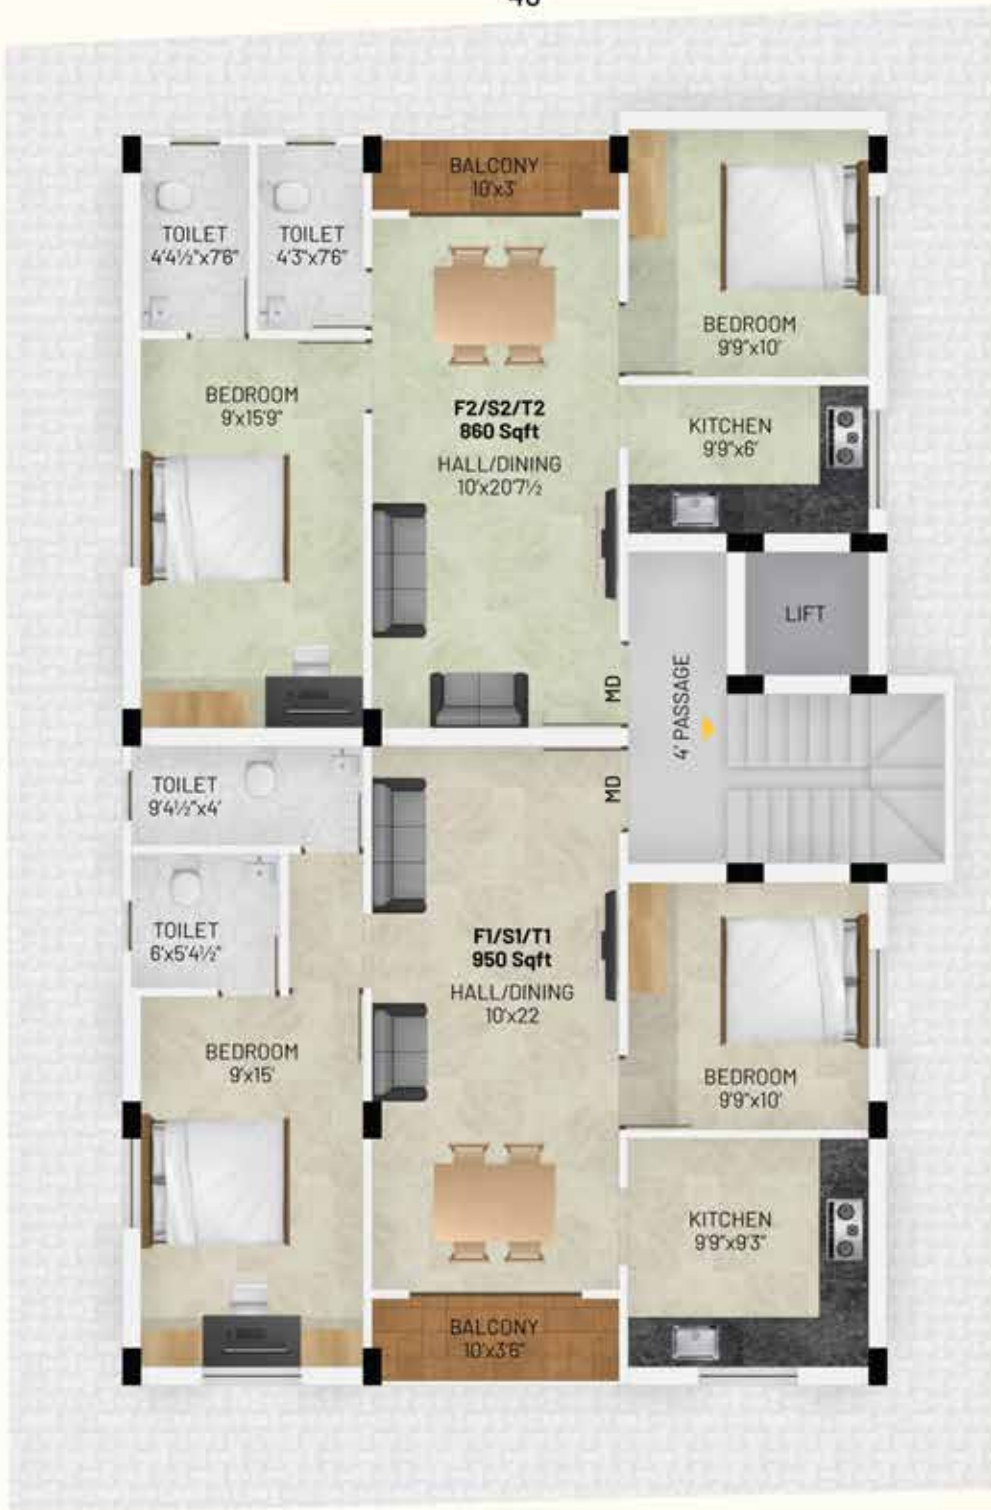 BALCONY
10'x3'
TOILET
4'4½"x7'6"
TOILET
4'3"x7'6"
BEDROOM
9'9"x10'
BEDROOM
9'x15'9"
F2/S2/T2
860 Sqft
HALL/DINING
10'x20'7½
KITCHEN
9'9"x6'
LIFT
MD
4' PASSAGE
MD
TOILET
9'4½"x4'
TOILET
6'x5'4½"
F1/S1/T1
950 Sqft
HALL/DINING
10'x22
BEDROOM
9'x15'
BEDROOM
9'9"x10'
KITCHEN
9'9"x9'3"
BALCONY
10'x3'6"